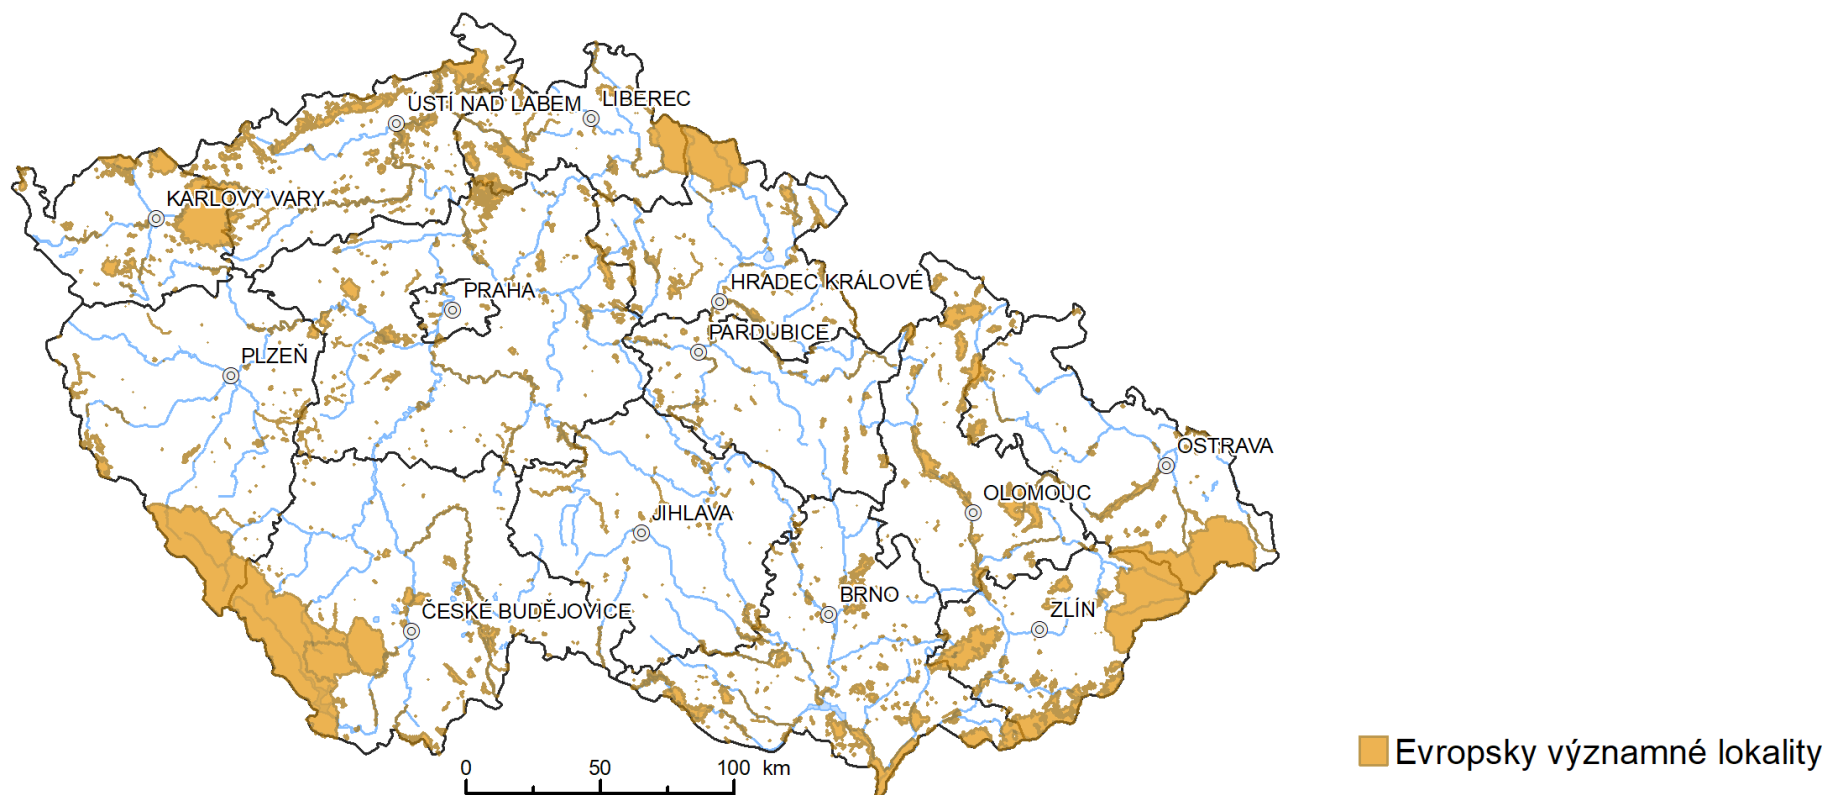 ÚSTÍ NAD LABEM
LIBEREC
KARLOVY VARY
PRAHA
HRADEC KRÁLOVÉ
PARDUBICE
PLZEŇ
OSTRAVA
OLOMOUC
JIHLAVA
BRNO
ČESKÉ BUDĚJOVICE
ZLÍN
0 50 100 km
Evropsky významné lokality